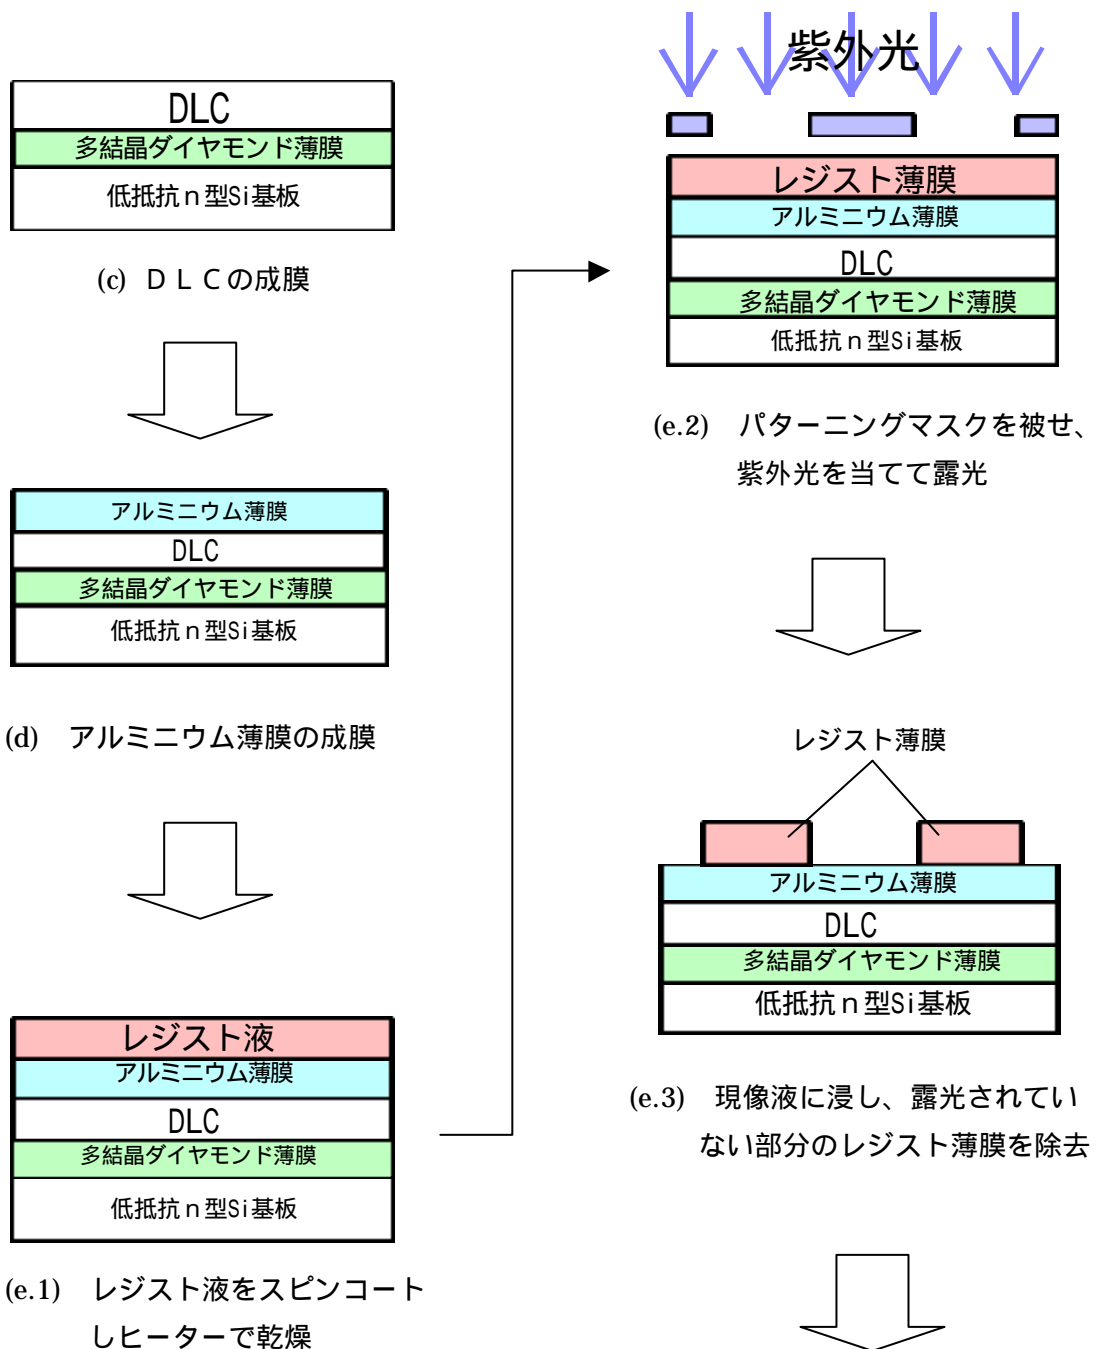 DLC
多結晶ダイヤモンド薄膜
低抵抗ｎ型Si基板
(c) ＤＬＣの成膜
アルミニウム薄膜
DLC
多結晶ダイヤモンド薄膜
低抵抗ｎ型Si基板
(d) アルミニウム薄膜の成膜
レジスト液
アルミニウム薄膜
DLC
多結晶ダイヤモンド薄膜
低抵抗ｎ型Si基板
(e.1) レジスト液をスピンコート
しヒーターで乾燥
紫外光
レジスト薄膜
アルミニウム薄膜
DLC
多結晶ダイヤモンド薄膜
低抵抗ｎ型Si基板
(e.2) パターニングマスクを被せ、
紫外光を当てて露光
レジスト薄膜
アルミニウム薄膜
DLC
多結晶ダイヤモンド薄膜
低抵抗ｎ型Si基板
(e.3) 現像液に浸し、露光されてい
ない部分のレジスト薄膜を除去